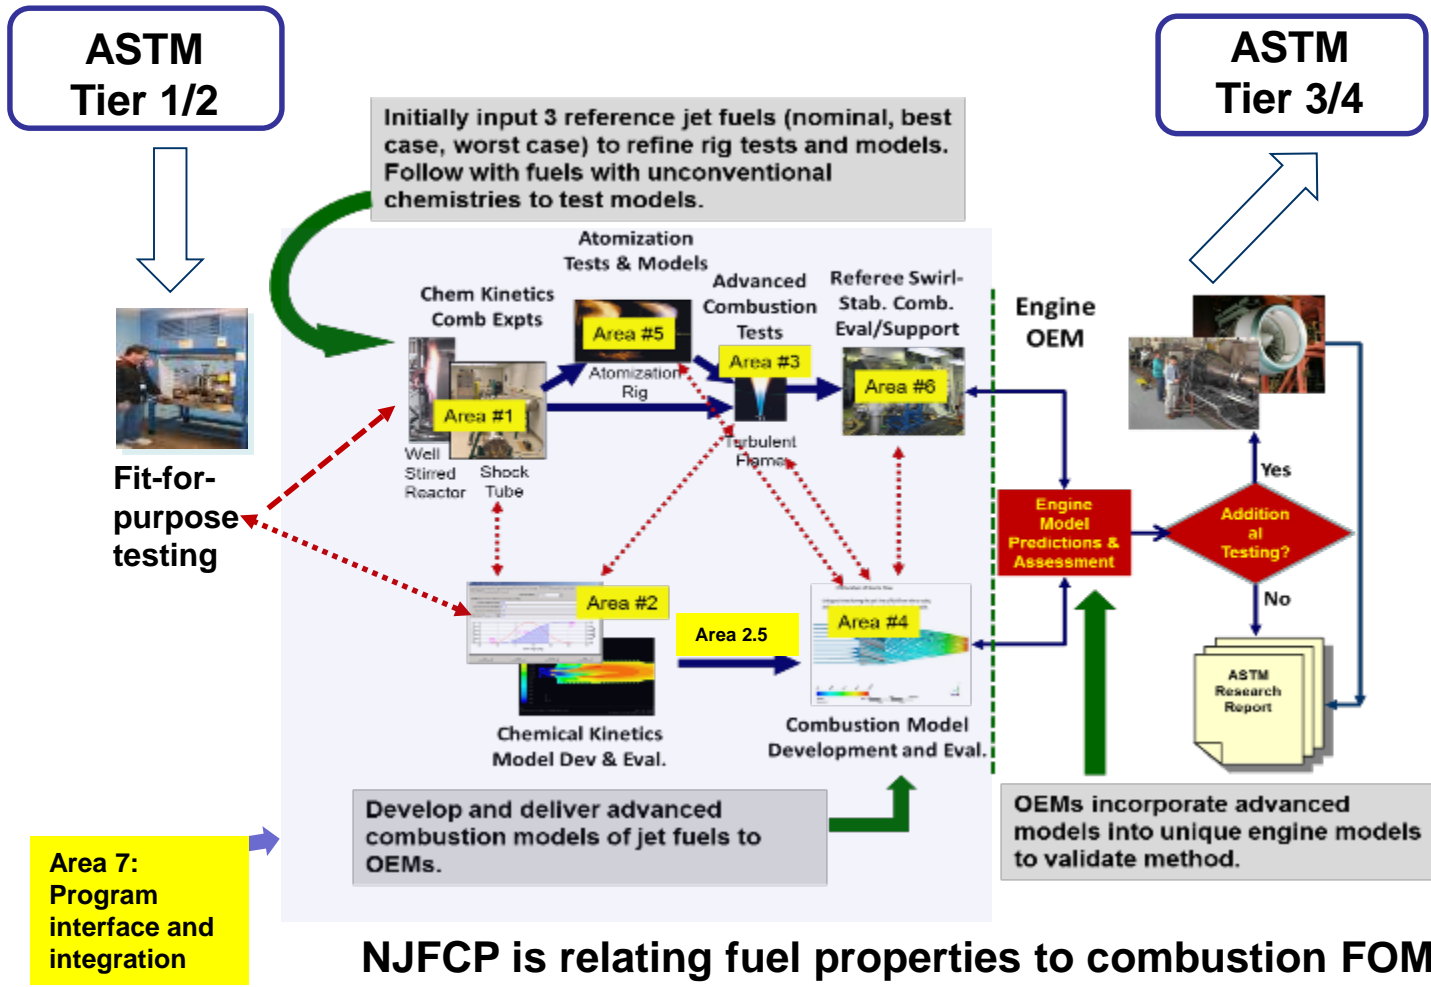 ASTM
Tier 1/2
ASTM
Tier 3/4
Initially input 3 reference jet fuels (nominal, best
case, worst case) to refine rig tests and models.
Follow with fuels with unconventional
chemistries to test models.
Atomization
Tests & Models
Chem Kinetics
Comb Expts
Advanced
Combustion
Tests
Referee Swirl-
Stab. Comb.
Eval/Support
Engine
OEM
Area #5
Area #3
Area #6
Area #1
Atomization
Rig
Well
Stirred
Reactor
Shock
Tube
Turbulent
Flame
Fit-for-
purpose
testing
Engine
Model
Predictions &
Assessment
Yes
Addition
al
Testing?
No
Area #2
Area 2.5
Area #4
ASTM
Research
Report
Chemical Kinetics
Model Dev & Eval.
Combustion Model
Development and Eval.
Develop and deliver advanced
combustion models of jet fuels to
OEMs.
OEMs incorporate advanced
models into unique engine models
to validate method.
Area 7:
Program
interface and
integration
NJFCP is relating fuel properties to combustion FOM